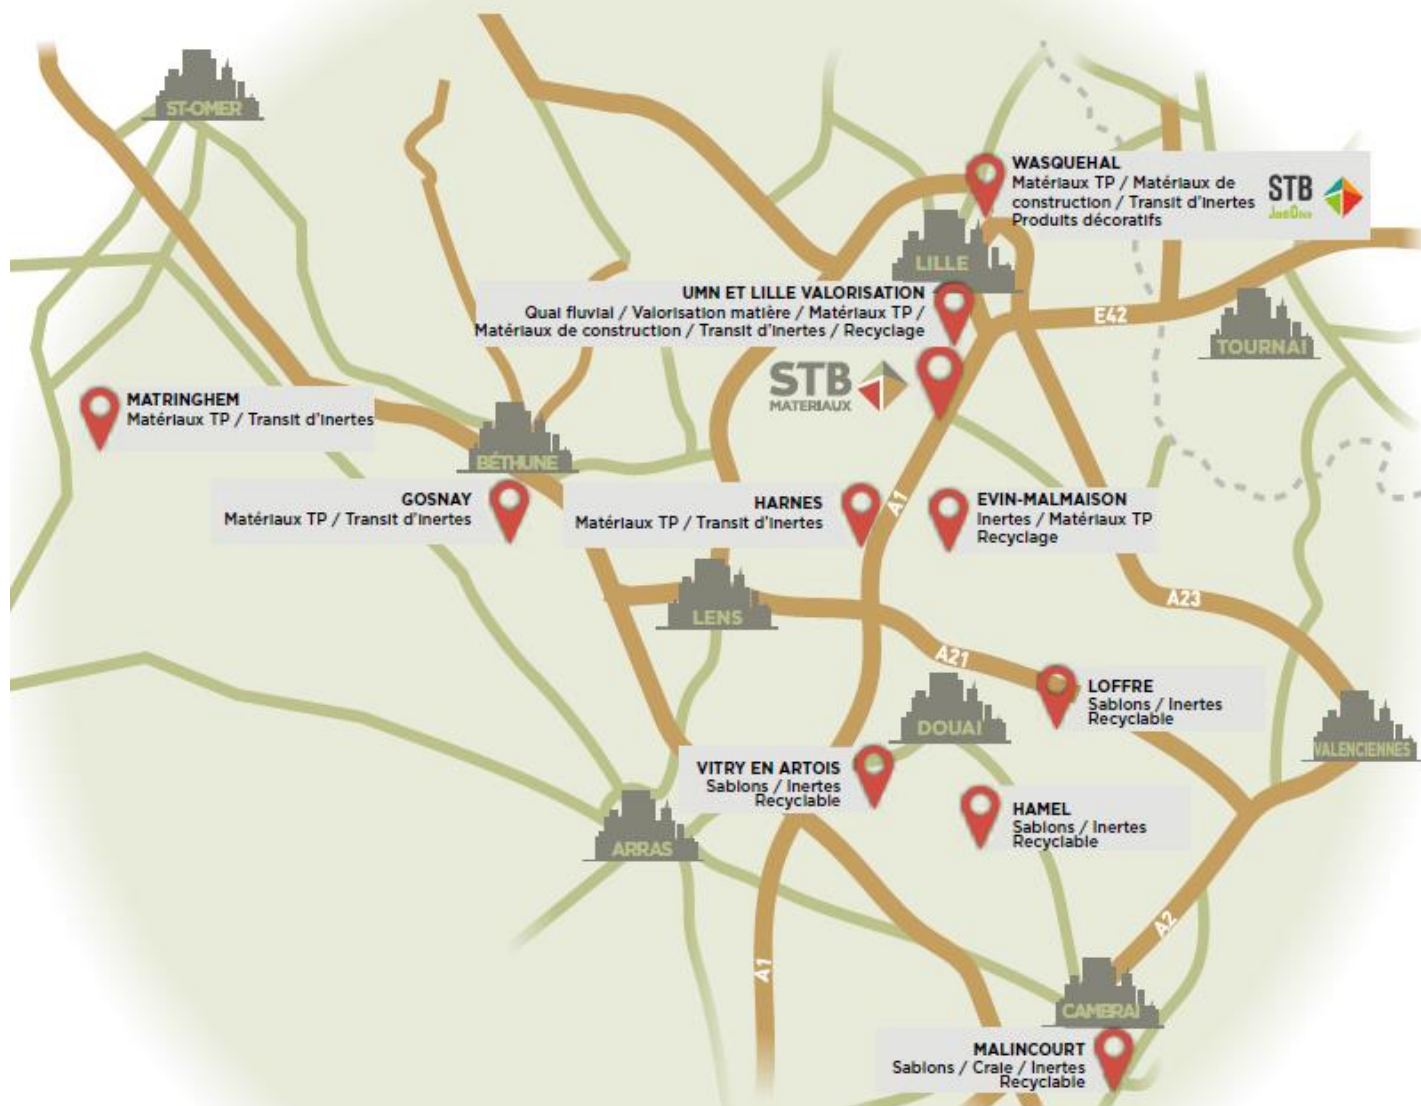 ST-OMER
WASQUEHAL
Matériaux TP / Matériaux de
construction / Transit d'inertes
Produits décoratifs
STB
LILLE
UMN ET LILLE VALORISATION
Quai fluvial / Valorisation matière / Matériaux TP /
Matériaux de construction / Transit d'inertes / Recyclage
E42
TOURNAI
STB
MATERIAUX
MATRINGHEM
Matériaux TP / Transit d'inertes
BÉTHUNE
GOSNAY
Matériaux TP / Transit d'inertes
HARNES
Matériaux TP / Transit d'inertes
A1
EVIN-MALMAISON
Inertes / Matériaux TP
Recyclage
LENS
A23
A21
LOFFRE
Sablons / Inertes
Recyclable
DOUAI
VALENCIENNES
VITRY EN ARTOIS
Sablons / Inertes
Recyclable
HAMEL
Sablons / Inertes
Recyclable
ARRAS
A2
A1
CAMBRAI
MALINCOURT
Sablons / Craie / Inertes
Recyclable